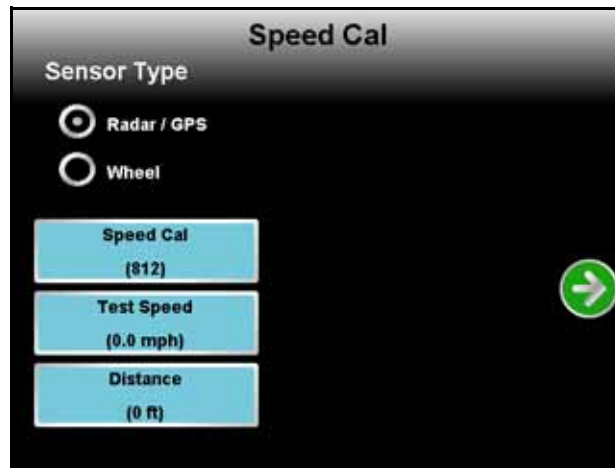 Speed Cal
Sensor Type
Radar / GPS
Wheel
Speed Cal
(812)
Test Speed
(0.0 mph)
Distance
(0 ft)